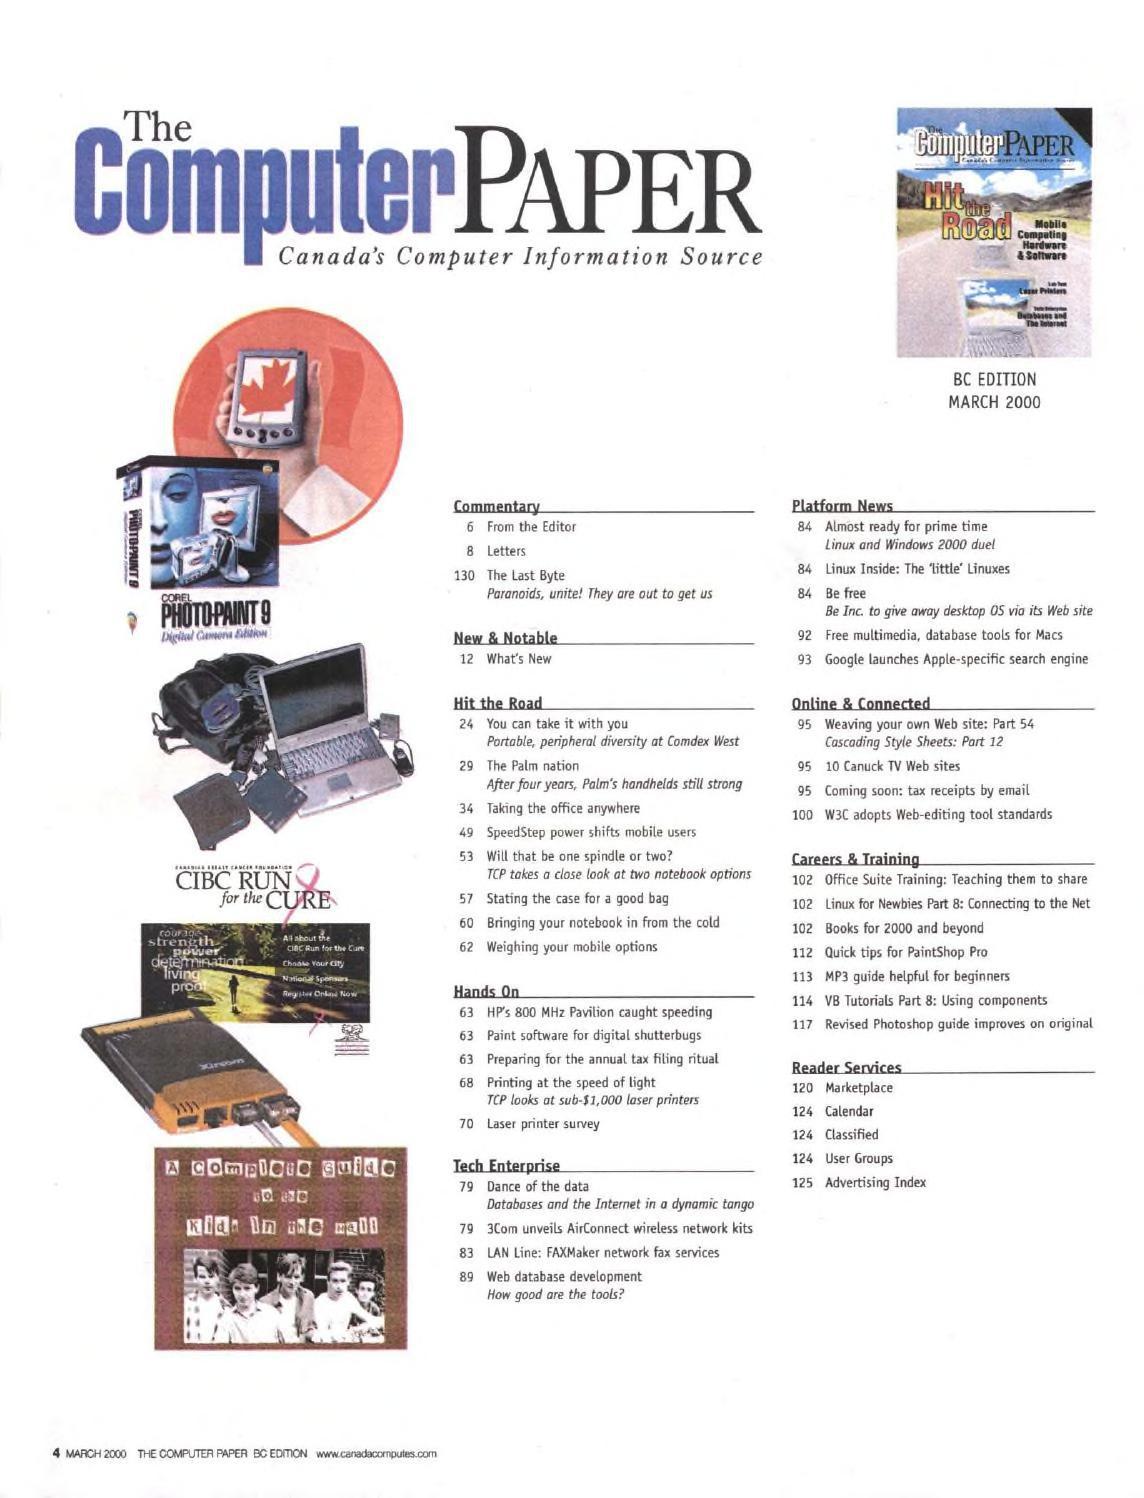 The
ComputerPAPER
Canada's Computer Information Source
The
ComputerPAPER
Canada's Computer Information Source
Hit
the
Road
Mobile
Computing
Hardware
& Software
Lab Test
Laser Printers
Tech Enterprise
Databases and
The Internet
BC EDITION
MARCH 2000
PHOTO-PAINT 9
COREL
PHOTO-PAINT 9
Digital Camera Edition
CANADIAN BREAST CANCER FOUNDATION
CIBC RUN
for the CURE
courage
strength
power
determination
living
proof
All about the
CIBC Run for the Cure
Choose Your City
National Sponsors
Register Online Now
Xircom
A Complete Guide
to the
Kids In the Hall
Commentary
6 From the Editor
8 Letters
130 The Last Byte
Paranoids, unite! They are out to get us
New & Notable
12 What's New
Hit the Road
24 You can take it with you
Portable, peripheral diversity at Comdex West
29 The Palm nation
After four years, Palm's handhelds still strong
34 Taking the office anywhere
49 SpeedStep power shifts mobile users
53 Will that be one spindle or two?
TCP takes a close look at two notebook options
57 Stating the case for a good bag
60 Bringing your notebook in from the cold
62 Weighing your mobile options
Hands On
63 HP's 800 MHz Pavilion caught speeding
63 Paint software for digital shutterbugs
63 Preparing for the annual tax filing ritual
68 Printing at the speed of light
TCP looks at sub-$1,000 laser printers
70 Laser printer survey
Tech Enterprise
79 Dance of the data
Databases and the Internet in a dynamic tango
79 3Com unveils AirConnect wireless network kits
83 LAN Line: FAXMaker network fax services
89 Web database development
How good are the tools?
Platform News
84 Almost ready for prime time
Linux and Windows 2000 duel
84 Linux Inside: The 'little' Linuxes
84 Be free
Be Inc. to give away desktop OS via its Web site
92 Free multimedia, database tools for Macs
93 Google launches Apple-specific search engine
Online & Connected
95 Weaving your own Web site: Part 54
Cascading Style Sheets: Part 12
95 10 Canuck TV Web sites
95 Coming soon: tax receipts by email
100 W3C adopts Web-editing tool standards
Careers & Training
102 Office Suite Training: Teaching them to share
102 Linux for Newbies Part 8: Connecting to the Net
102 Books for 2000 and beyond
112 Quick tips for PaintShop Pro
113 MP3 guide helpful for beginners
114 VB Tutorials Part 8: Using components
117 Revised Photoshop guide improves on original
Reader Services
120 Marketplace
124 Calendar
124 Classified
124 User Groups
125 Advertising Index
4 MARCH 2000 THE COMPUTER PAPER BC EDITION www.canadacomputes.com